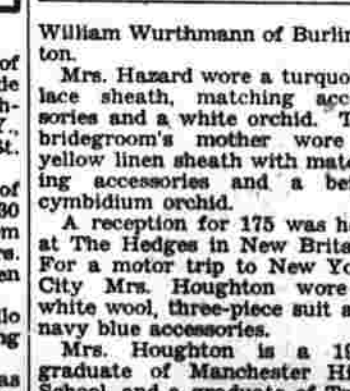 William Wurthmann of Burlin
ton.
Mrs. Hazard wore a turquo
lace sheath, matching acc
sories and a white orchid. T
bridegroom's mother wore
yellow linen sheath with matc
ing accessories and a be
cymbidium orchid.
A reception for 175 was h
at The Hedges in New Brita
For a motor trip to New Yo
City Mrs. Houghton wore
white wool, three-piece suit a
navy blue accessories.
Mrs. Houghton is a 19
graduate of Manchester Hi